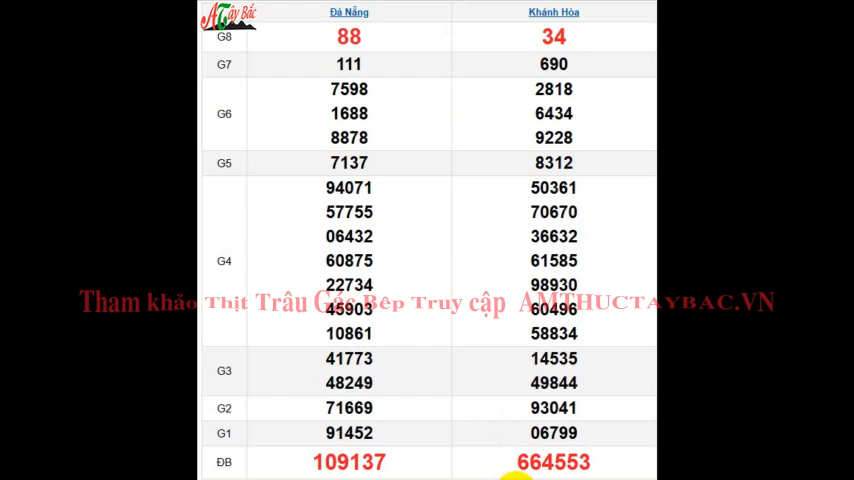 ATây Bắc
Đà Nẵng Khánh Hòa
G8 88 34
G7 111 690
7598 2818
G6 1688 6434
8878 9228
G5 7137 8312
94071 50361
57755 70670
06432 36632
G4 60875 61585
22734 98930
Tham khảo Thịt Trâu Gác Bếp Truy cập AMTHUCTAYBAC.VN
45903 60496
10861 58834
G3 41773 14535
48249 49844
G2 71669 93041
G1 91452 06799
ĐB 109137 664553